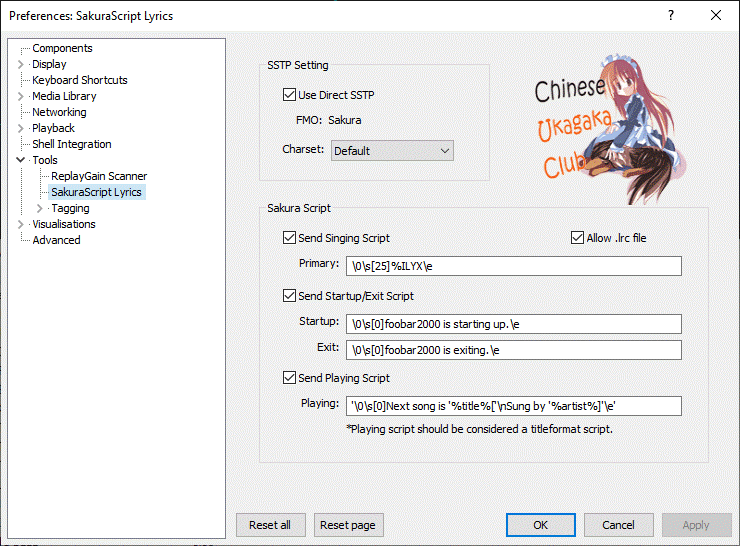 Preferences: SakuraScript Lyrics
?
Components
Display
Keyboard Shortcuts
Media Library
Networking
Playback
Shell Integration
Tools
ReplayGain Scanner
SakuraScript Lyrics
Tagging
Visualisations
Advanced
SSTP Setting
Use Direct SSTP
FMO: Sakura
Charset: Default
Chinese
Ukagaka
Club
Sakura Script
Send Singing Script
Allow .lrc file
Primary: \0\s[25]%ILYX\e
Send Startup/Exit Script
Startup: \0\s[0]foobar2000 is starting up.\e
Exit: \0\s[0]foobar2000 is exiting.\e
Send Playing Script
Playing: '\0\s[0]Next song is '%title%['\nSung by '%artist%]'\e'
*Playing script should be considered a titleformat script.
Reset all
Reset page
OK
Cancel
Apply